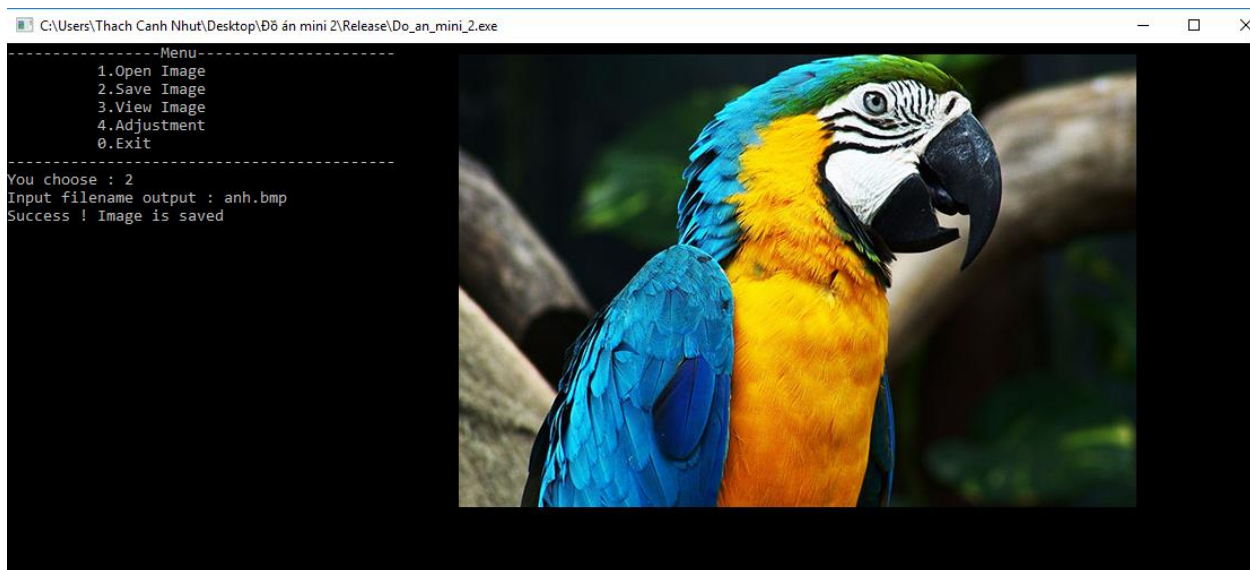 C:\Users\Thach Canh Nhut\Desktop\Đồ án mini 2\Release\Do_an_mini_2.exe
-----------------Menu----------------------
1.Open Image
2.Save Image
3.View Image
4.Adjustment
0.Exit
-------------------------------------------
You choose : 2
Input filename output : anh.bmp
Success ! Image is saved